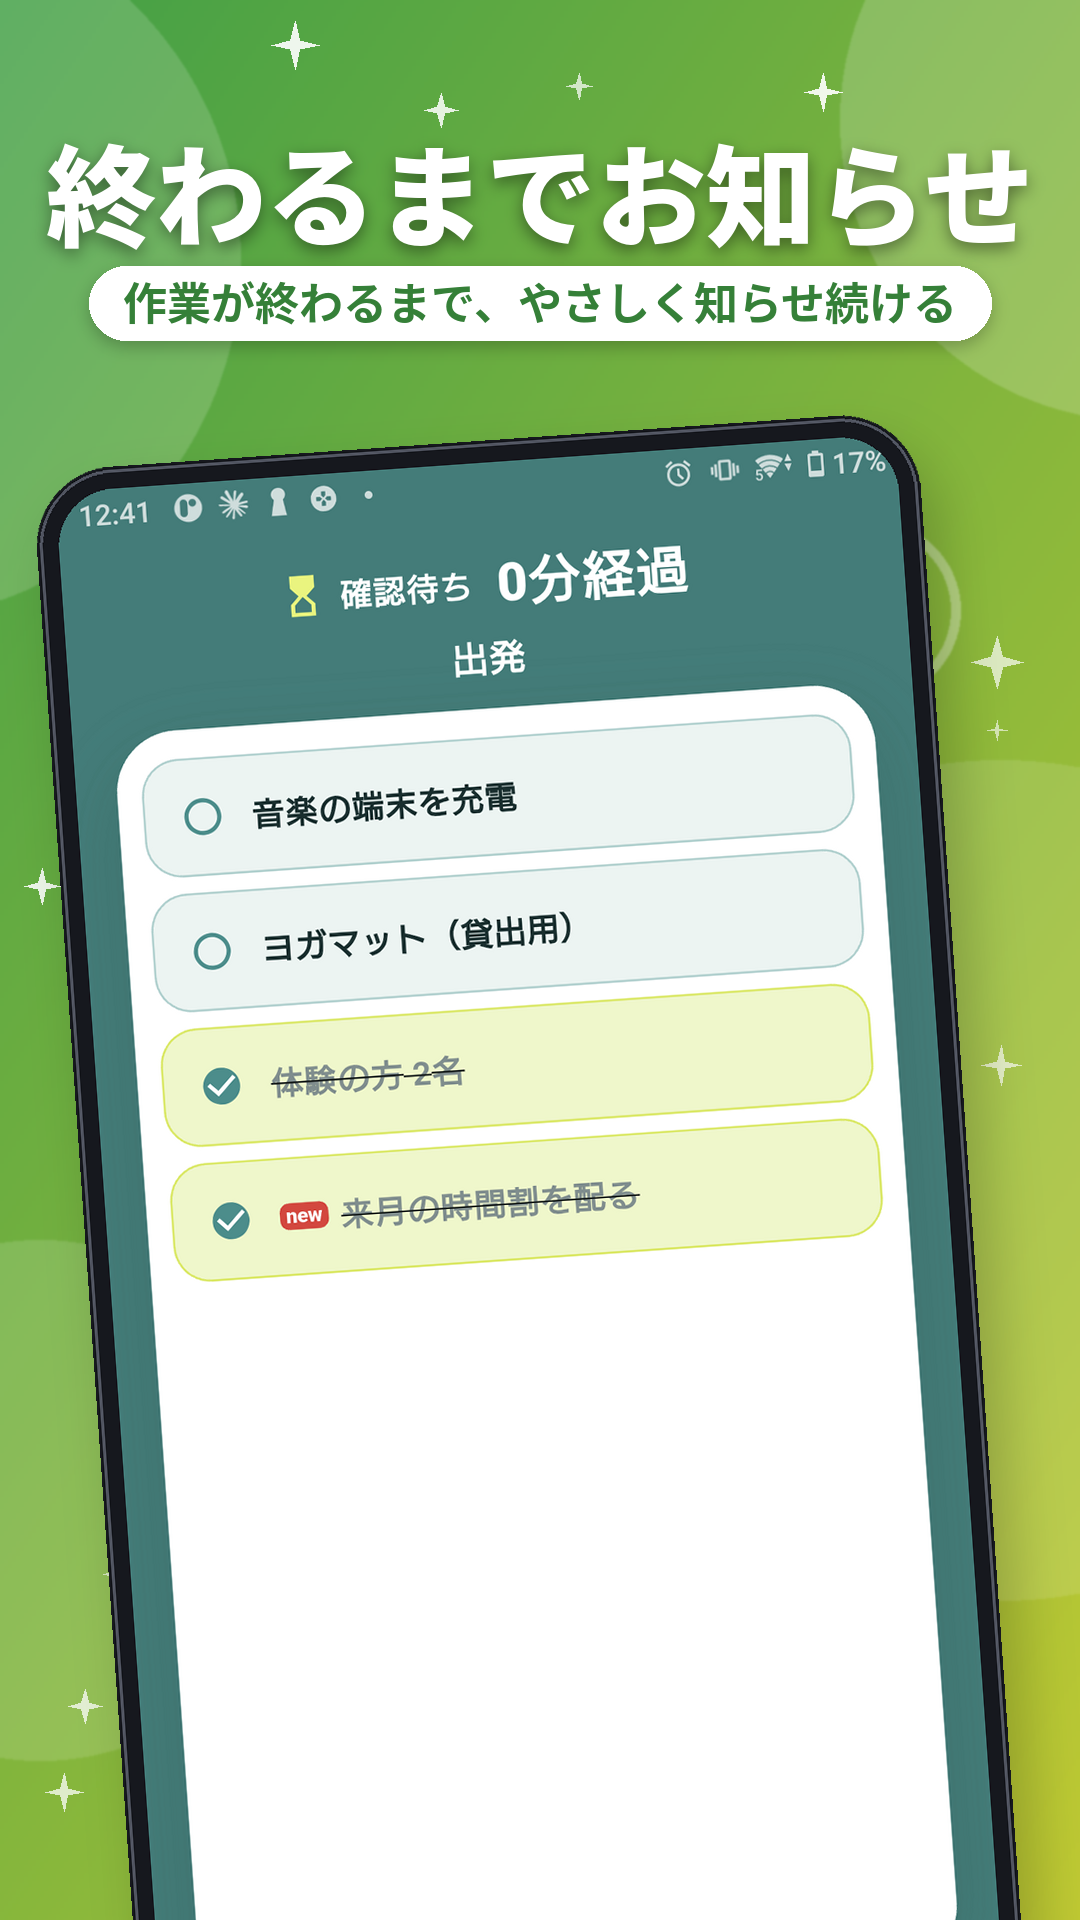 終わるまでお知らせ
作業が終わるまで、やさしく知らせ続ける
12:41
5
17%
確認待ち 0分経過
出発
音楽の端末を充電
ヨガマット（貸出用）
体験の方 2名
new 来月の時間割を配る